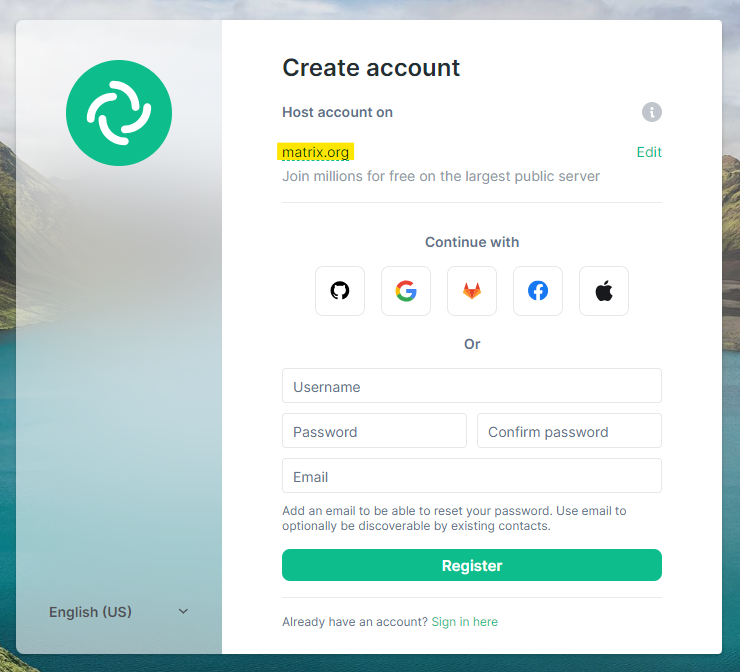 Create account
Host account on
matrix.org
Edit
Join millions for free on the largest public server
Continue with
Or
Username
Password
Confirm password
Email
Add an email to be able to reset your password. Use email to
optionally be discoverable by existing contacts.
Register
English (US)
Already have an account? Sign in here